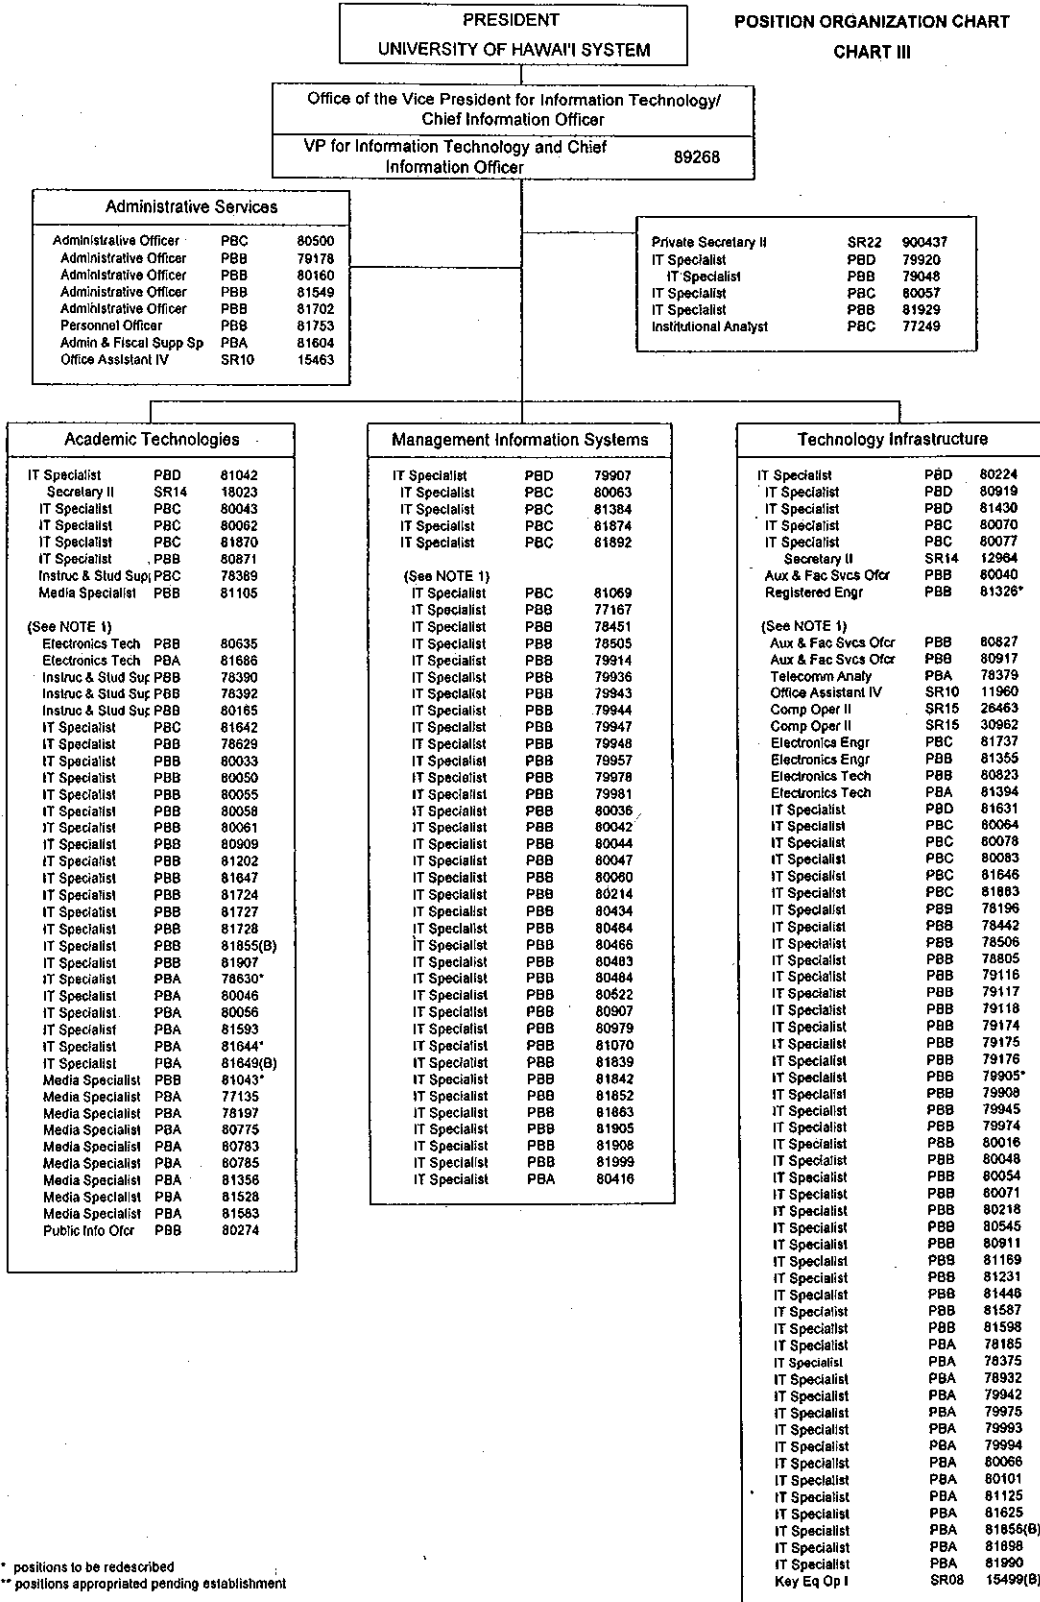 PRESIDENT
UNIVERSITY OF HAWAI'I SYSTEM
POSITION ORGANIZATION CHART
CHART III
Office of the Vice President for Information Technology/
Chief Information Officer
VP for Information Technology and Chief
Information Officer 89268
Administrative Services
Administrative Officer PBC 80500
Administrative Officer PBB 79178
Administrative Officer PBB 80160
Administrative Officer PBB 81549
Administrative Officer PBB 81702
Personnel Officer PBB 81753
Admin & Fiscal Supp Sp PBA 81604
Office Assistant IV SR10 15463
Private Secretary II SR22 900437
IT Specialist PBD 79920
IT Specialist PBB 79048
IT Specialist PBC 80057
IT Specialist PBB 81929
Institutional Analyst PBC 77249
Academic Technologies
IT Specialist PBD 81042
Secretary II SR14 18023
IT Specialist PBC 80043
IT Specialist PBC 80062
IT Specialist PBC 81870
IT Specialist PBB 80871
Instruc & Stud Sup PBC 78389
Media Specialist PBB 81105
(See NOTE 1)
Electronics Tech PBB 80635
Electronics Tech PBA 81686
Instruc & Stud Sup PBB 78390
Instruc & Stud Sup PBB 78392
Instruc & Stud Sup PBB 80165
IT Specialist PBC 81642
IT Specialist PBB 78629
IT Specialist PBB 80033
IT Specialist PBB 80050
IT Specialist PBB 80055
IT Specialist PBB 80058
IT Specialist PBB 80061
IT Specialist PBB 80909
IT Specialist PBB 81202
IT Specialist PBB 81647
IT Specialist PBB 81724
IT Specialist PBB 81727
IT Specialist PBB 81728
IT Specialist PBB 81855(B)
IT Specialist PBB 81907
IT Specialist PBA 78630*
IT Specialist PBA 80046
IT Specialist PBA 80056
IT Specialist PBA 81593
IT Specialist PBA 81644*
IT Specialist PBA 81649(B)
Media Specialist PBB 81043*
Media Specialist PBA 77135
Media Specialist PBA 78197
Media Specialist PBA 80775
Media Specialist PBA 80783
Media Specialist PBA 80785
Media Specialist PBA 81356
Media Specialist PBA 81528
Media Specialist PBA 81583
Public Info Ofcr PBB 80274
Management Information Systems
IT Specialist PBD 79907
IT Specialist PBC 80063
IT Specialist PBC 81384
IT Specialist PBC 81874
IT Specialist PBC 81892
(See NOTE 1)
IT Specialist PBC 81069
IT Specialist PBB 77167
IT Specialist PBB 78451
IT Specialist PBB 78505
IT Specialist PBB 79914
IT Specialist PBB 79936
IT Specialist PBB 79943
IT Specialist PBB 79944
IT Specialist PBB 79947
IT Specialist PBB 79948
IT Specialist PBB 79957
IT Specialist PBB 79978
IT Specialist PBB 79981
IT Specialist PBB 80036
IT Specialist PBB 80042
IT Specialist PBB 80044
IT Specialist PBB 80047
IT Specialist PBB 80060
IT Specialist PBB 80214
IT Specialist PBB 80434
IT Specialist PBB 80464
IT Specialist PBB 80466
IT Specialist PBB 80483
IT Specialist PBB 80484
IT Specialist PBB 80522
IT Specialist PBB 80907
IT Specialist PBB 80979
IT Specialist PBB 81070
IT Specialist PBB 81839
IT Specialist PBB 81842
IT Specialist PBB 81852
IT Specialist PBB 81863
IT Specialist PBB 81905
IT Specialist PBB 81908
IT Specialist PBB 81999
IT Specialist PBA 80416
Technology Infrastructure
IT Specialist PBD 80224
IT Specialist PBD 80919
IT Specialist PBD 81430
IT Specialist PBC 80070
IT Specialist PBC 80077
Secretary II SR14 12964
Aux & Fac Svcs Ofcr PBB 80040
Registered Engr PBB 81326*
(See NOTE 1)
Aux & Fac Svcs Ofcr PBB 80827
Aux & Fac Svcs Ofcr PBB 80917
Telecomm Analy PBA 78379
Office Assistant IV SR10 11960
Comp Oper II SR15 26463
Comp Oper II SR15 30962
Electronics Engr PBC 81737
Electronics Engr PBB 81355
Electronics Tech PBB 80823
Electronics Tech PBA 81394
IT Specialist PBD 81631
IT Specialist PBC 80064
IT Specialist PBC 80078
IT Specialist PBC 80083
IT Specialist PBC 81646
IT Specialist PBC 81883
IT Specialist PBB 78196
IT Specialist PBB 78442
IT Specialist PBB 78506
IT Specialist PBB 78805
IT Specialist PBB 79116
IT Specialist PBB 79117
IT Specialist PBB 79118
IT Specialist PBB 79174
IT Specialist PBB 79175
IT Specialist PBB 79176
IT Specialist PBB 79905*
IT Specialist PBB 79908
IT Specialist PBB 79945
IT Specialist PBB 79974
IT Specialist PBB 80016
IT Specialist PBB 80048
IT Specialist PBB 80054
IT Specialist PBB 80071
IT Specialist PBB 80218
IT Specialist PBB 80545
IT Specialist PBB 80911
IT Specialist PBB 81169
IT Specialist PBB 81231
IT Specialist PBB 81448
IT Specialist PBB 81587
IT Specialist PBB 81598
IT Specialist PBA 78185
IT Specialist PBA 78375
IT Specialist PBA 78932
IT Specialist PBA 79942
IT Specialist PBA 79975
IT Specialist PBA 79993
IT Specialist PBA 79994
IT Specialist PBA 80066
IT Specialist PBA 80101
IT Specialist PBA 81125
IT Specialist PBA 81625
IT Specialist PBA 81856(B)
IT Specialist PBA 81898
IT Specialist PBA 81990
Key Eq Op I SR08 15499(B)
* positions to be redescribed
** positions appropriated pending establishment